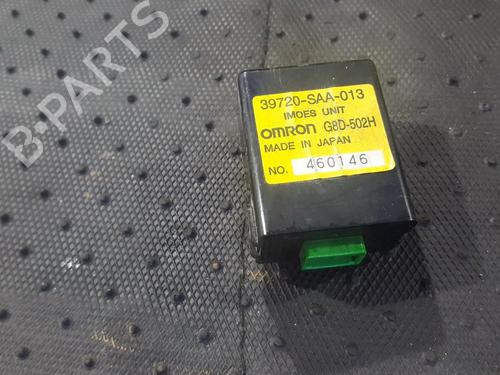 B-PARTS
39720-SAA-013
IMOES UNIT
OMRON G8D-502H
MADE IN JAPAN
NO. 460146